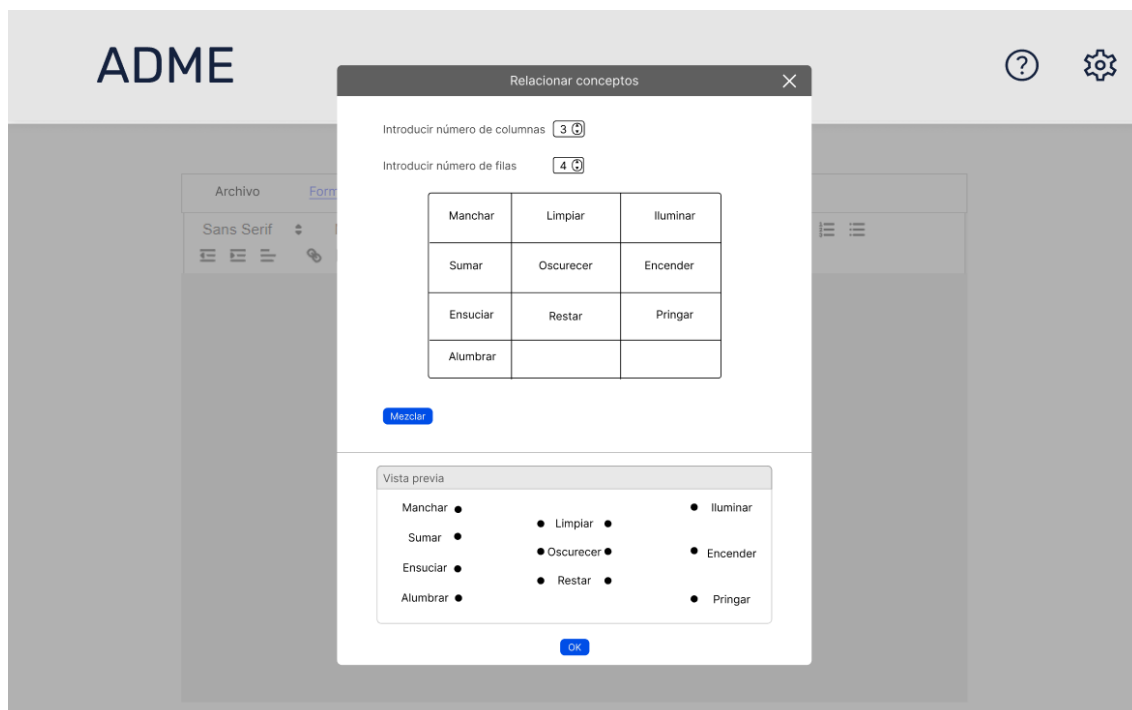 ADME
Relacionar conceptos
Introducir número de columnas 3
Introducir número de filas 4
Archivo Form
Sans Serif
Manchar Limpiar Iluminar
Sumar Oscurecer Encender
Ensuciar Restar Pringar
Alumbrar
Mezclar
Vista previa
Manchar Iluminar
Limpiar
Sumar
Oscurecer Encender
Ensuciar
Restar
Alumbrar Pringar
OK